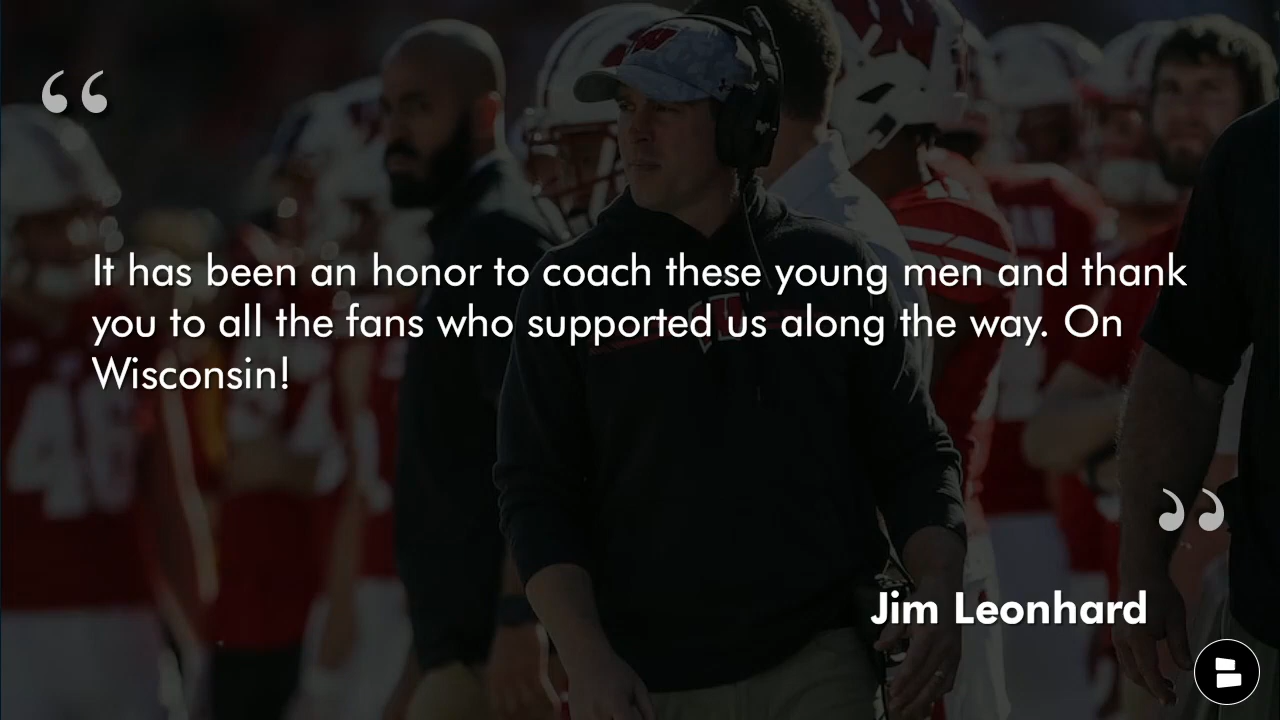 “
It has been an honor to coach these young men and thank
you to all the fans who supported us along the way. On
Wisconsin!
”
Jim Leonhard